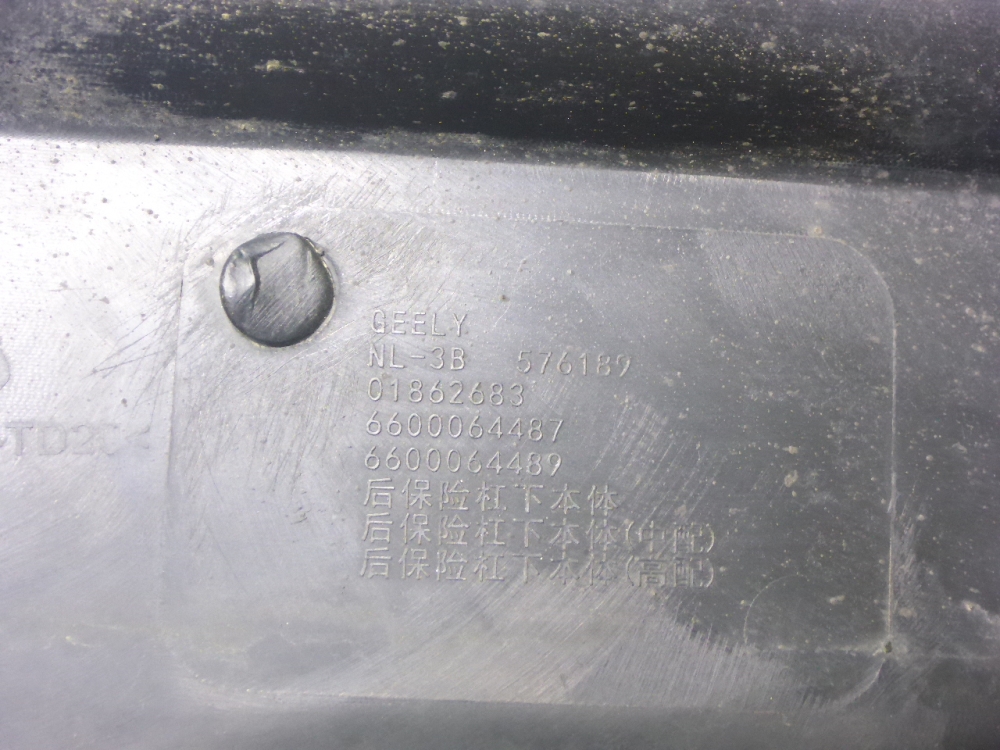 GEELY
NL-3B 576189
01862683
6600064487
6600064489
后保险杠下本体
后保险杠下本体(中配)
后保险杠下本体(高配)